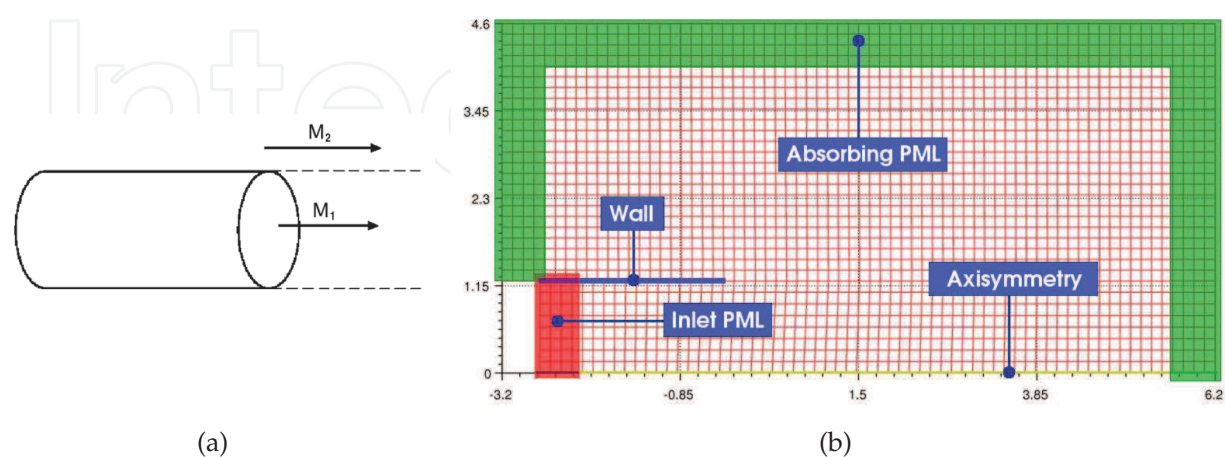 Intec
M2
M1
(a)
4.6
3.45
2.3
1.15
0
-3.2
-0.85
1.5
3.85
6.2
Absorbing PML
Wall
Axisymmetry
Inlet PML
(b)